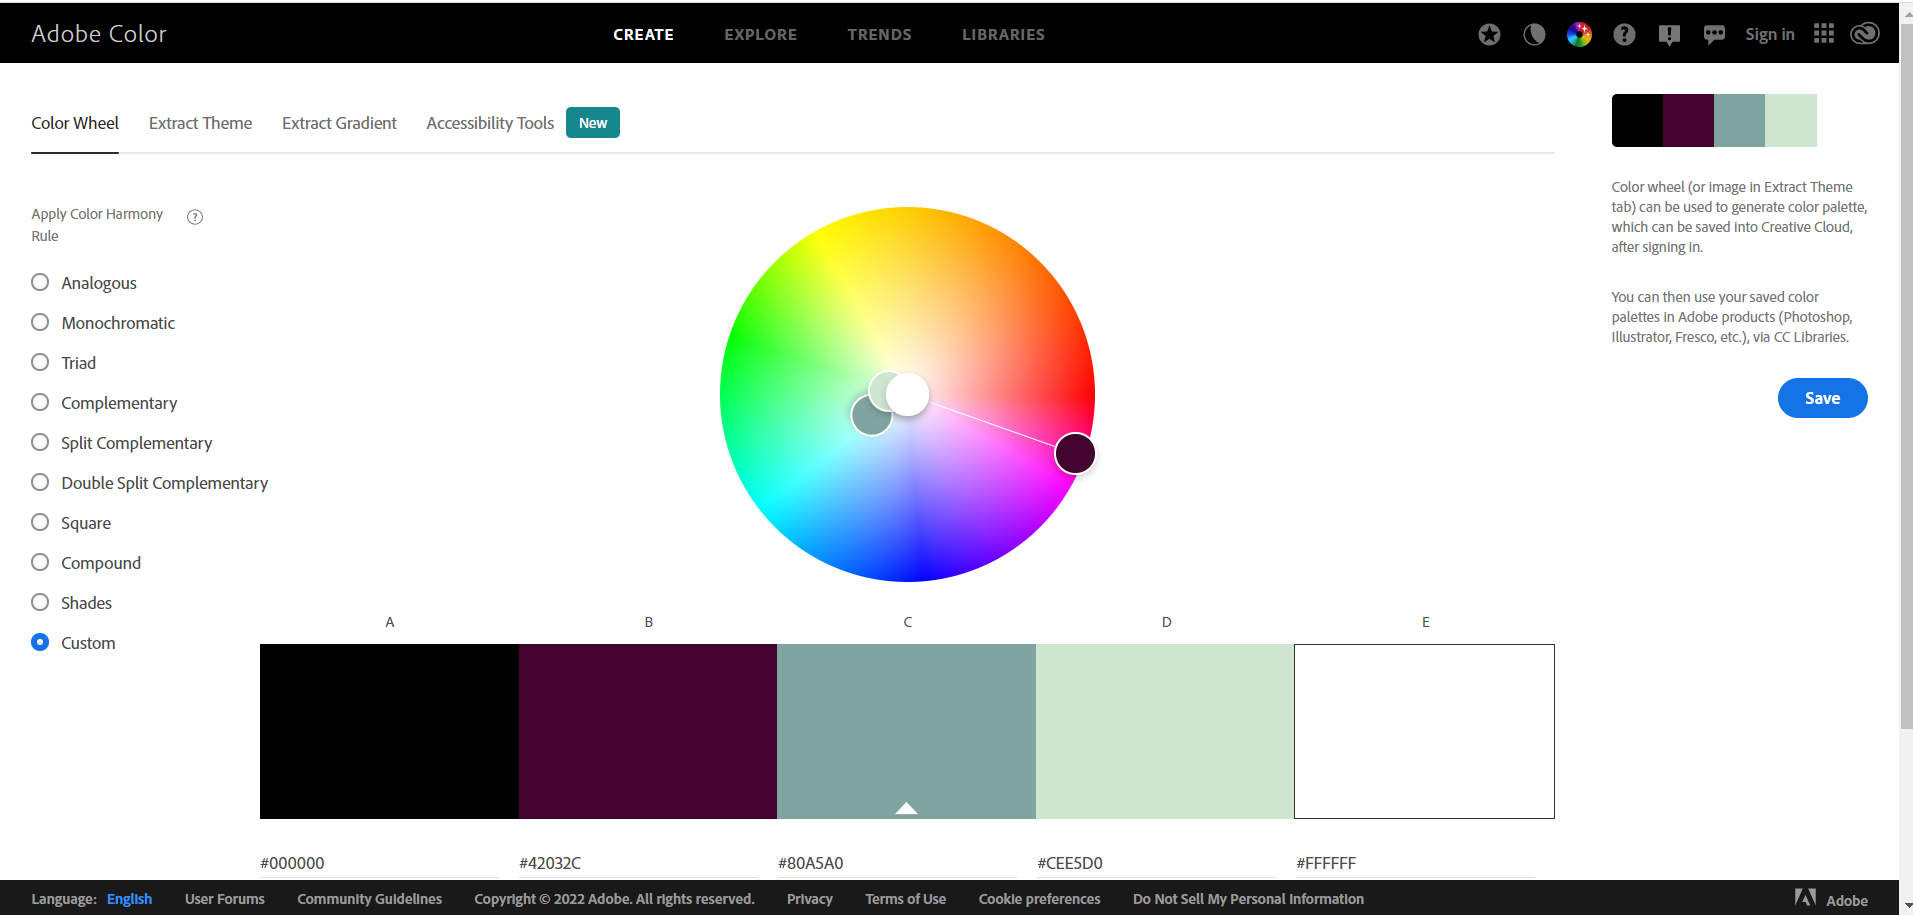 Adobe Color
CREATE EXPLORE TRENDS LIBRARIES
Sign in
Color Wheel Extract Theme Extract Gradient Accessibility Tools New
Apply Color Harmony
Rule
?
Analogous
Monochromatic
Triad
Complementary
Split Complementary
Double Split Complementary
Square
Compound
Shades
Custom
Color wheel (or image in Extract Theme
tab) can be used to generate color palette,
which can be saved into Creative Cloud,
after signing in.
You can then use your saved color
palettes in Adobe products (Photoshop,
Illustrator, Fresco, etc.), via CC Libraries.
Save
A B C D E
#000000 #42032C #80A5A0 #CEE5D0 #FFFFFF
Language: English User Forums Community Guidelines Copyright © 2022 Adobe. All rights reserved. Privacy Terms of Use Cookie preferences Do Not Sell My Personal Information Adobe